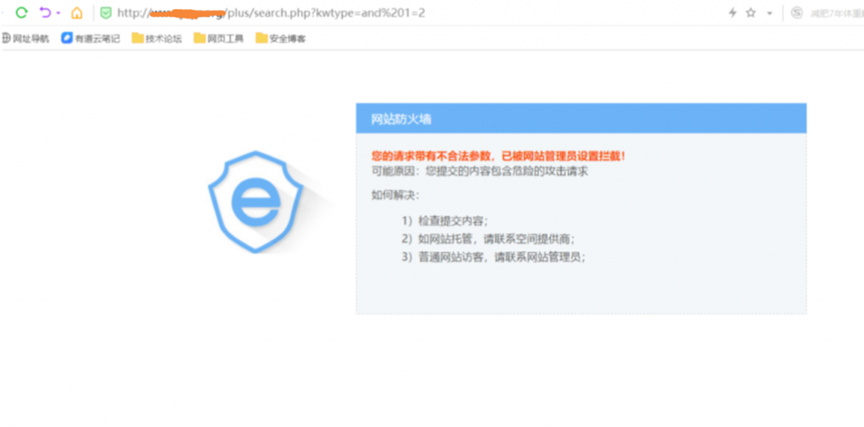 http:// /plus/search.php?kwtype=and%201=2
减肥7年体重
网址导航 有道云笔记 技术论坛 网页工具 安全博客
网站防火墙
您的请求带有不合法参数，已被网站管理员设置拦截！
可能原因：您提交的内容包含危险的攻击请求
如何解决：
1）检查提交内容；
2）如网站托管，请联系空间提供商；
3）普通网站访客，请联系网站管理员；